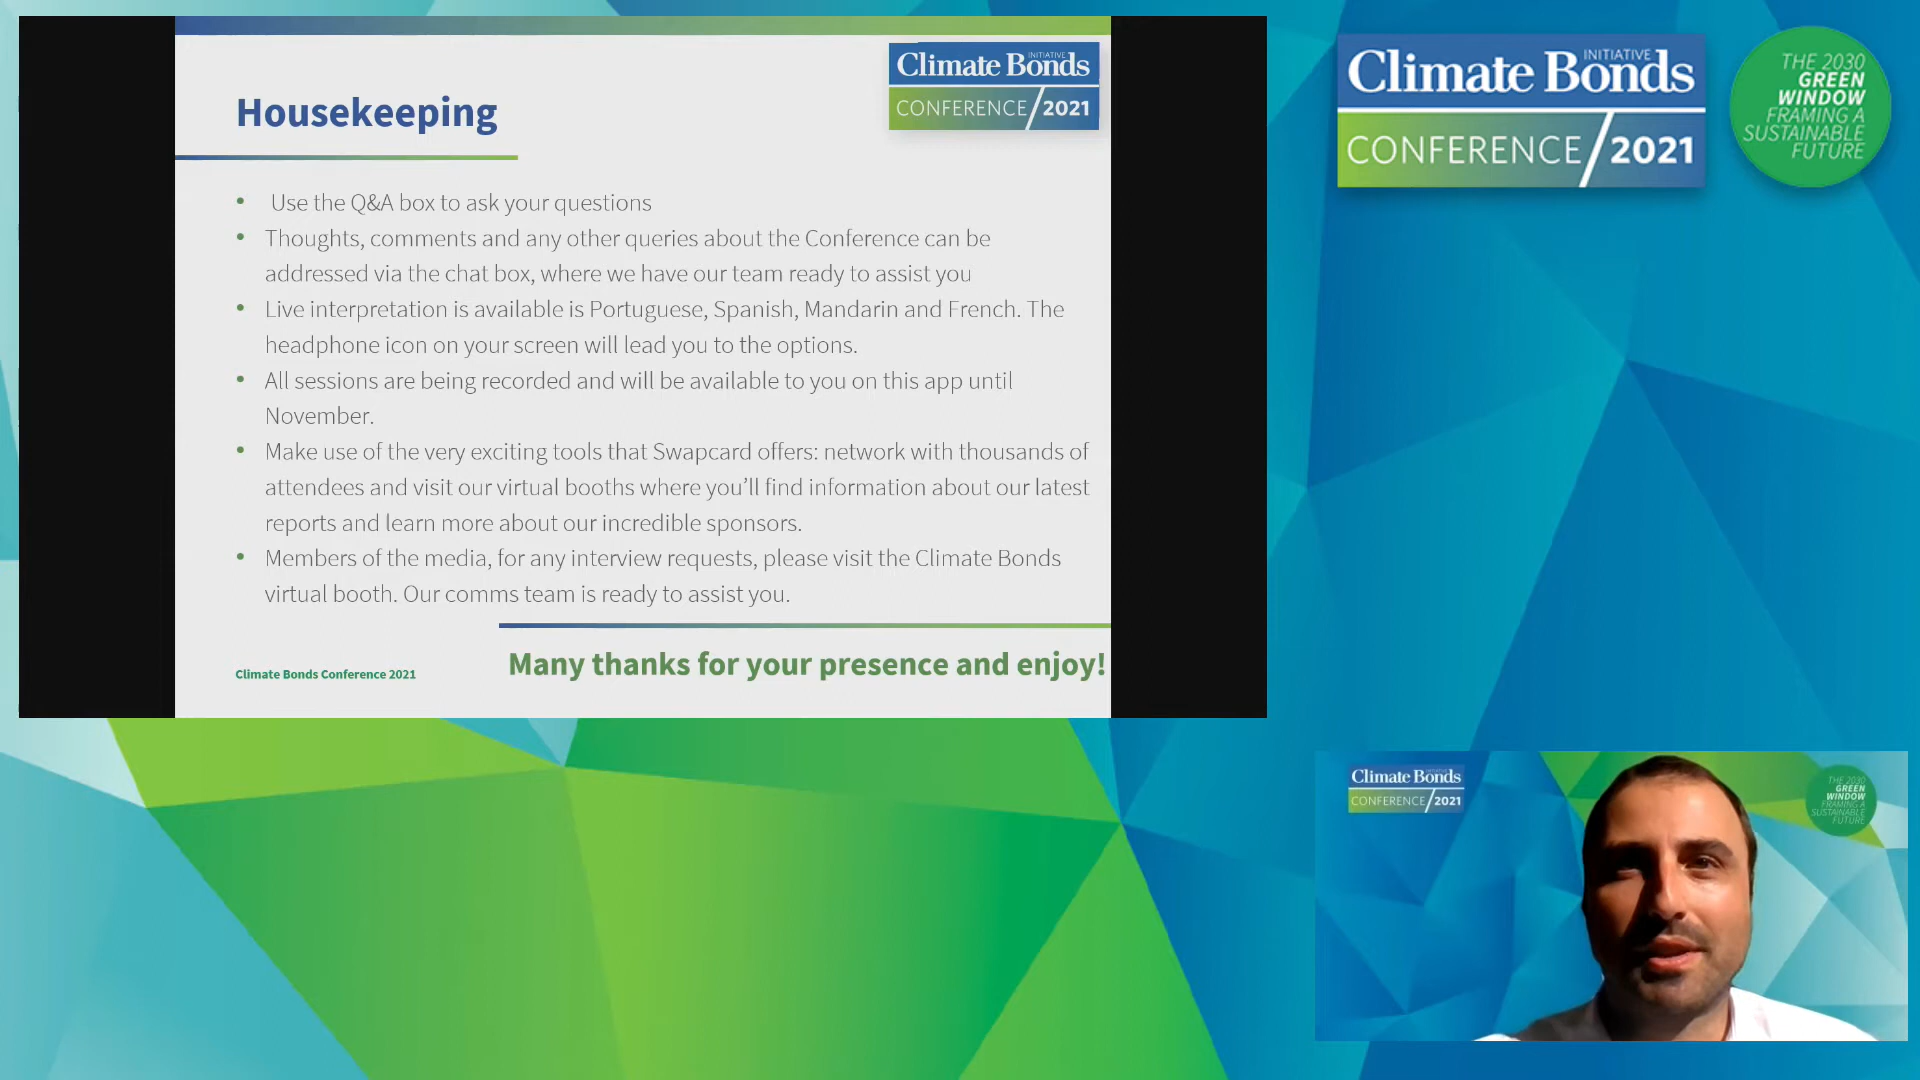 Housekeeping
Climate Bonds
INITIATIVE
CONFERENCE/2021
• Use the Q&A box to ask your questions
• Thoughts, comments and any other queries about the Conference can be
addressed via the chat box, where we have our team ready to assist you
• Live interpretation is available is Portuguese, Spanish, Mandarin and French. The
headphone icon on your screen will lead you to the options.
• All sessions are being recorded and will be available to you on this app until
November.
• Make use of the very exciting tools that Swapcard offers: network with thousands of
attendees and visit our virtual booths where you’ll find information about our latest
reports and learn more about our incredible sponsors.
• Members of the media, for any interview requests, please visit the Climate Bonds
virtual booth. Our comms team is ready to assist you.
Many thanks for your presence and enjoy!
Climate Bonds Conference 2021
Climate Bonds
INITIATIVE
CONFERENCE/2021
THE 2030
GREEN
WINDOW
FRAMING A
SUSTAINABLE
FUTURE
Climate Bonds
INITIATIVE
CONFERENCE/2021
THE 2030
GREEN
WINDOW
FRAMING A
SUSTAINABLE
FUTURE